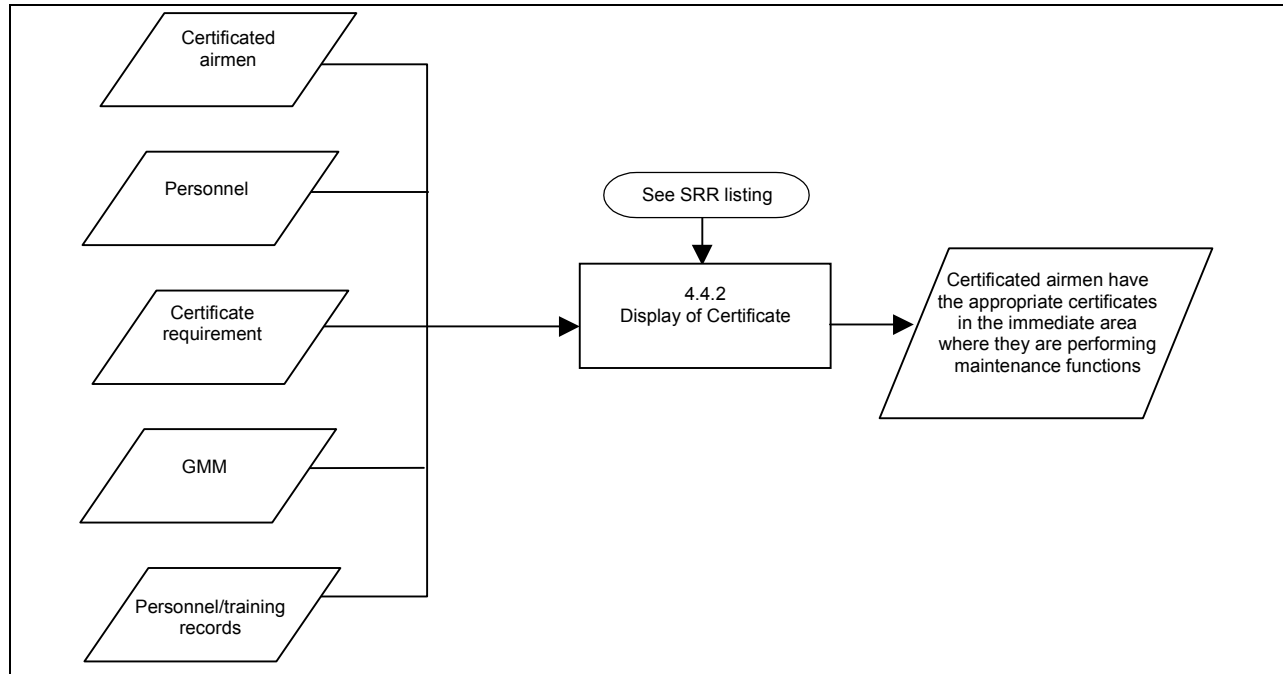 Certificated
airmen
Personnel
Certificate
requirement
GMM
Personnel/training
records
See SRR listing
4.4.2
Display of Certificate
Certificated airmen have
the appropriate certificates
in the immediate area
where they are performing
maintenance functions